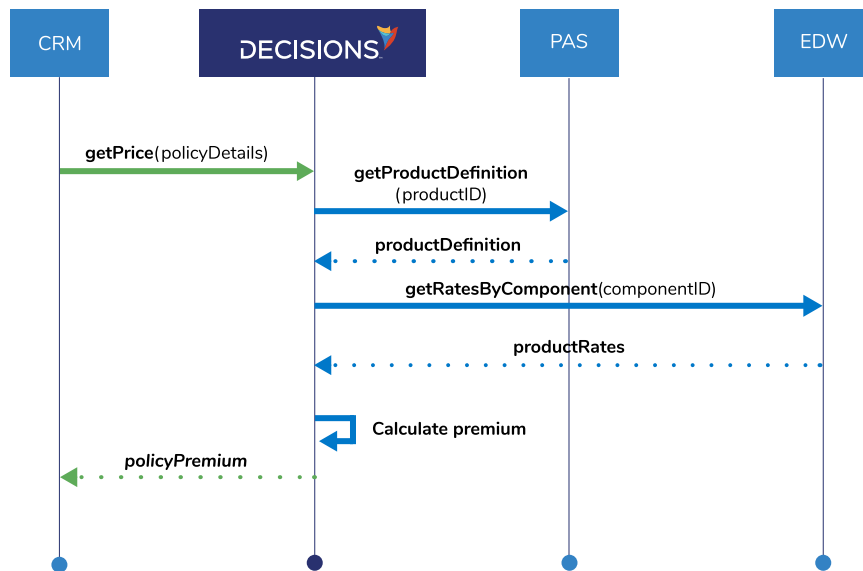 CRM
DECISIONS
PAS
EDW
getPrice(policyDetails)
getProductDefinition
(productID)
productDefinition
getRatesByComponent(componentID)
productRates
Calculate premium
policyPremium